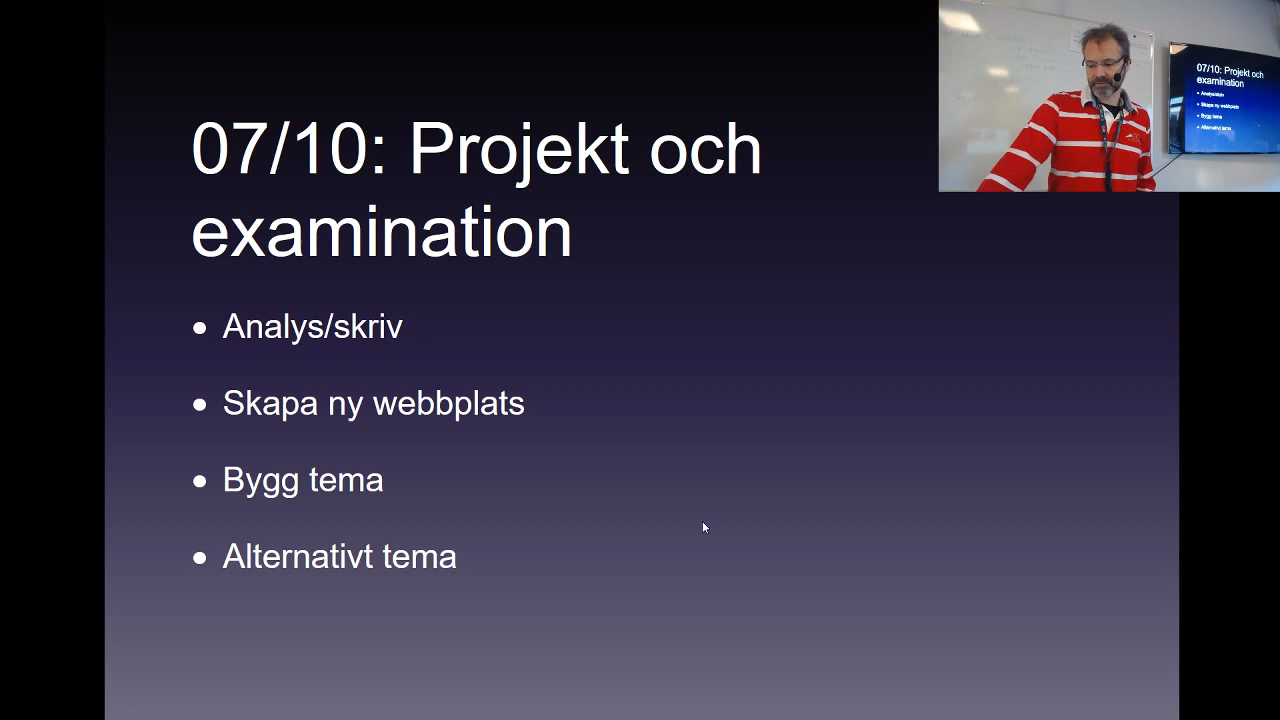 07/10: Projekt och
examination
Analys/skriv
Skapa ny webbplats
Bygg tema
Alternativt tema
07/10: Projekt och
examination
Analys/skriv
Skapa ny webbplats
Bygg tema
Alternativt tema